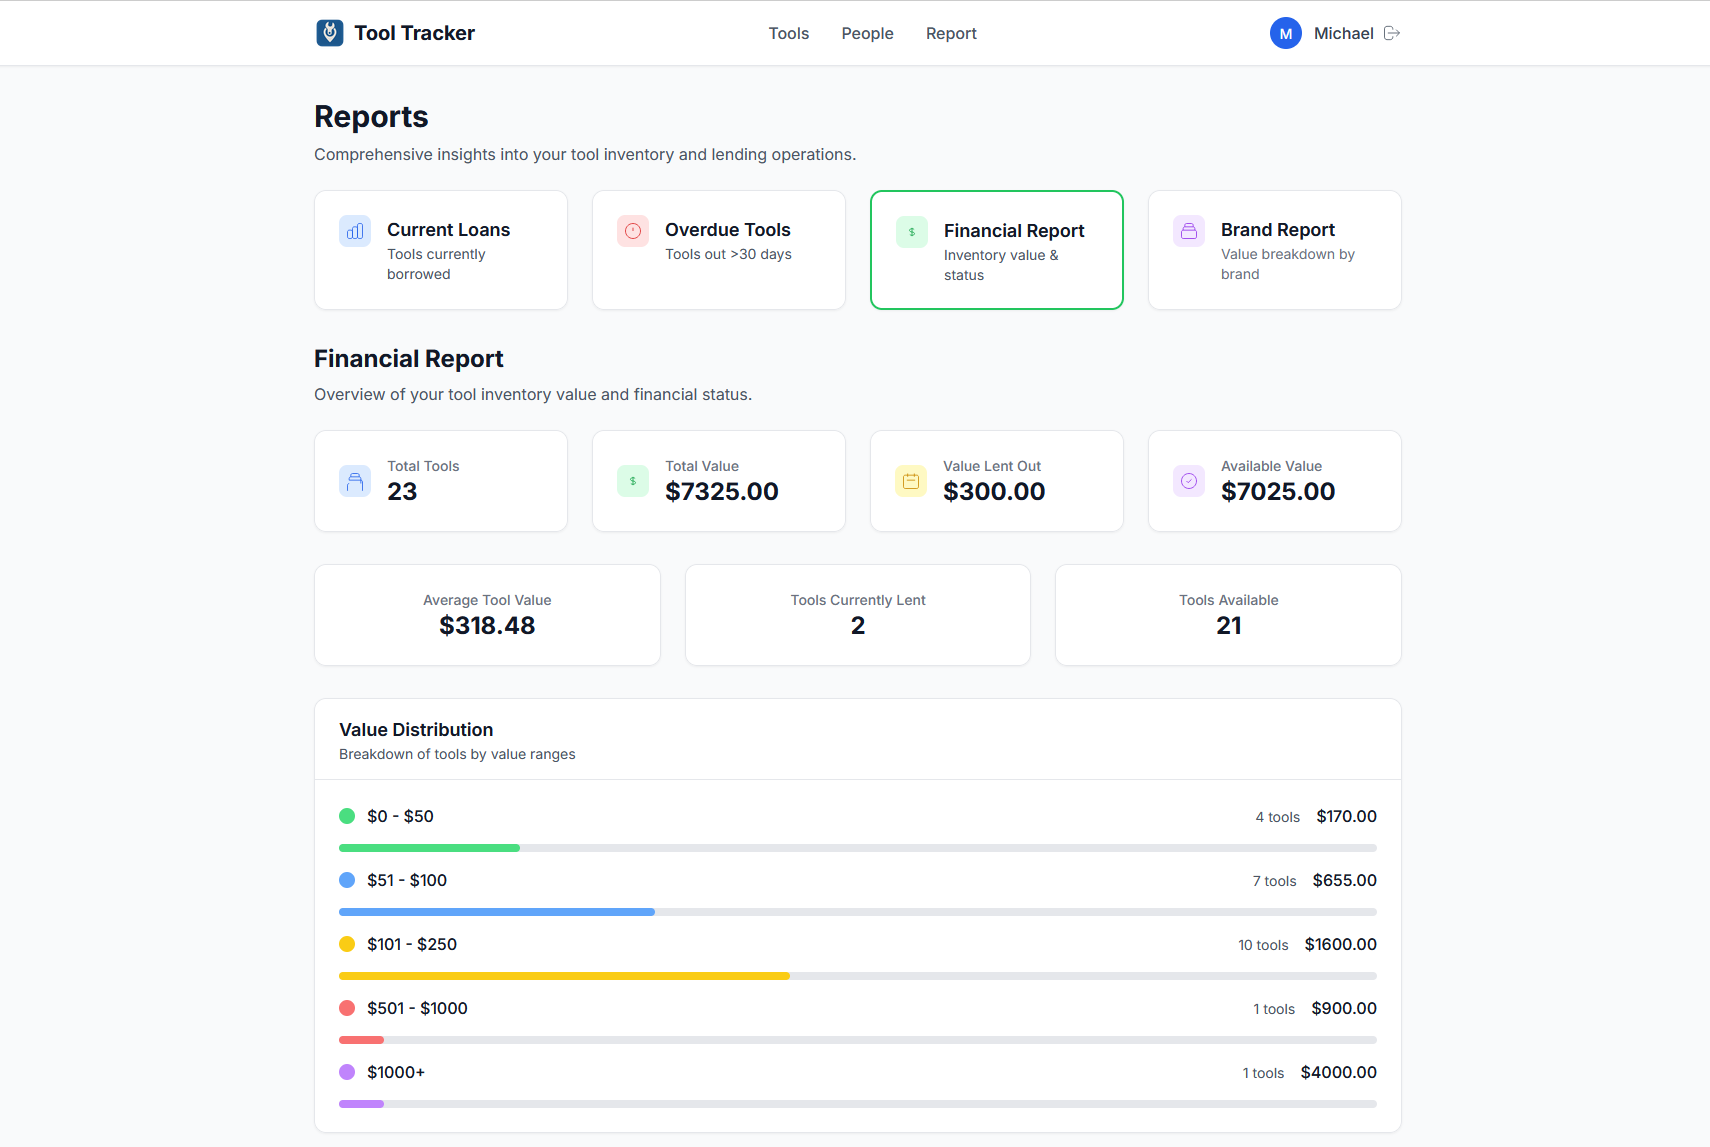 Tool Tracker
Tools
People
Report
M
Michael
Reports
Comprehensive insights into your tool inventory and lending operations.
Current Loans
Tools currently
borrowed
Overdue Tools
Tools out >30 days
$
Financial Report
Inventory value &
status
Brand Report
Value breakdown by
brand
Financial Report
Overview of your tool inventory value and financial status.
Total Tools
23
$
Total Value
$7325.00
Value Lent Out
$300.00
Available Value
$7025.00
Average Tool Value
$318.48
Tools Currently Lent
2
Tools Available
21
Value Distribution
Breakdown of tools by value ranges
$0 - $50 4 tools $170.00
$51 - $100 7 tools $655.00
$101 - $250 10 tools $1600.00
$501 - $1000 1 tools $900.00
$1000+ 1 tools $4000.00